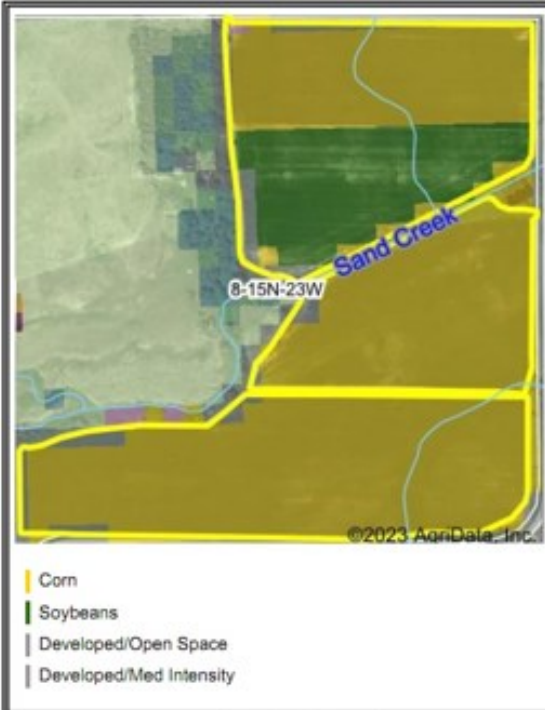 Sand Creek
8-15N-23W
©2023 AgriData, Inc.
Corn
Soybeans
Developed/Open Space
Developed/Med Intensity